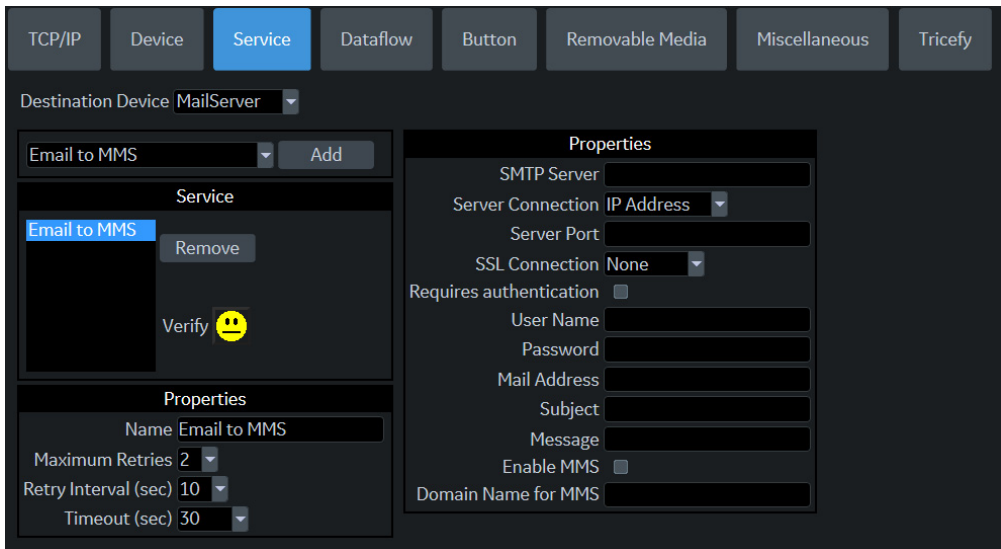 TCP/IP Device Service Dataflow Button Removable Media Miscellaneous Tricefy
Destination Device MailServer
Email to MMS Add
Service
Email to MMS
Remove
Verify
Properties
Name Email to MMS
Maximum Retries 2
Retry Interval (sec) 10
Timeout (sec) 30
Properties
SMTP Server
Server Connection IP Address
Server Port
SSL Connection None
Requires authentication
User Name
Password
Mail Address
Subject
Message
Enable MMS
Domain Name for MMS